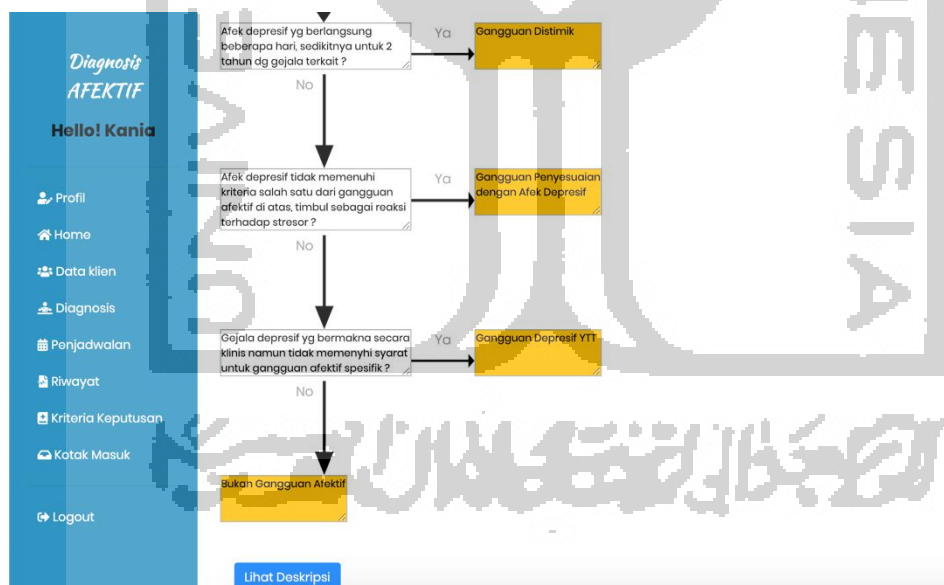 Diagnosis
AFEKTIF
Hello! Kania
Profil
Home
Data klien
Diagnosis
Penjadwalan
Riwayat
Kriteria Keputusan
Kotak Masuk
Logout
Afek depresif yg berlangsung
beberapa hari, sedikitnya untuk 2
tahun dg gejala terkait ?
Ya
Gangguan Distimik
No
Afek depresif tidak memenuhi
kriteria salah satu dari gangguan
afektif di atas, timbul sebagai reaksi
terhadap stresor ?
Ya
Gangguan Penyesuaian
dengan Afek Depresif
No
Gejala depresif yg bermakna secara
klinis namun tidak memenyhi syarat
untuk gangguan afektif spesifik ?
Ya
Gangguan Depresif YTT
No
Bukan Gangguan Afektif
Lihat Deskripsi